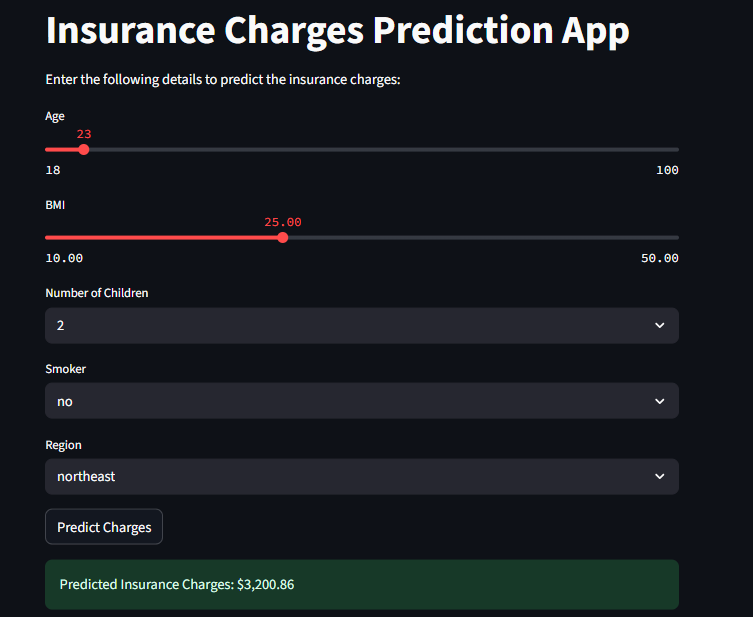 Insurance Charges Prediction App
Enter the following details to predict the insurance charges:
Age
23
18 100
BMI
25.00
10.00 50.00
Number of Children
2
Smoker
no
Region
northeast
Predict Charges
Predicted Insurance Charges: $3,200.86